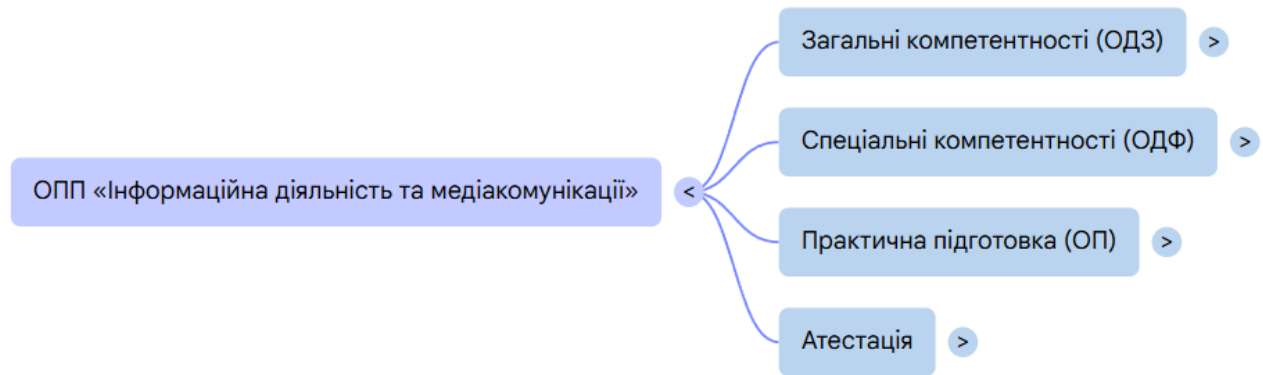 ОПП «Інформаційна діяльність та медіакомунікації»
<
Загальні компетентності (ОДЗ)
>
Спеціальні компетентності (ОДФ)
>
Практична підготовка (ОП)
>
Атестація
>